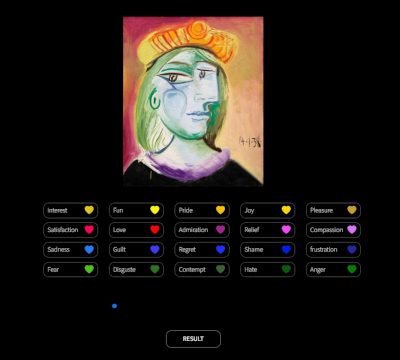 14-1-38
Interest Fun Pride Joy Pleasure
Satisfaction Love Admiration Relief Compassion
Sadness Guilt Regret Shame frustration
Fear Disguste Contempt Hate Anger
RESULT